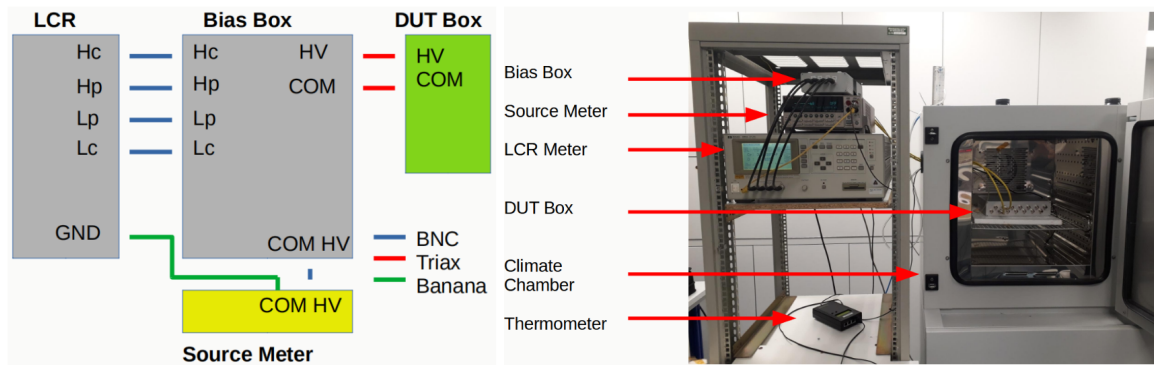 LCR
Bias Box
DUT Box
Hc
Hc
HV
HV
Hp
Hp
COM
COM
Lp
Lp
Lc
Lc
GND
COM HV
BNC
Triax
Banana
COM HV
Source Meter
Bias Box
Source Meter
LCR Meter
DUT Box
Climate
Chamber
Thermometer